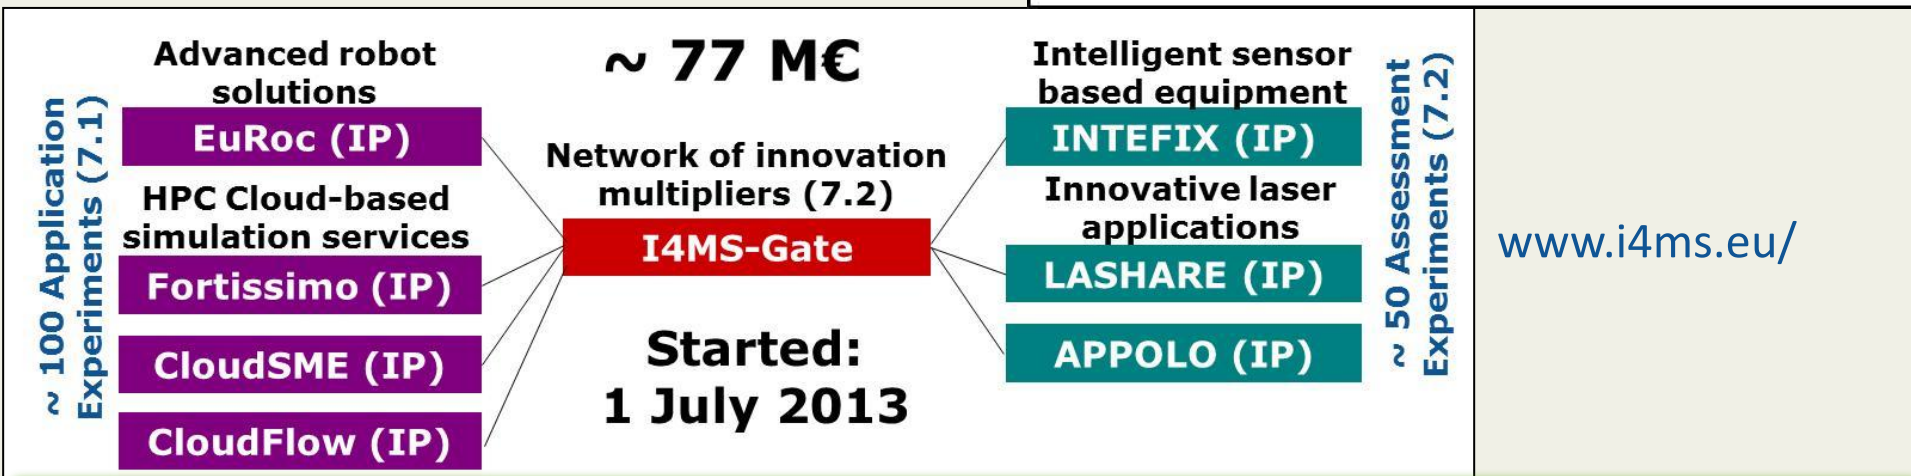 ~ 100 Application
Experiments (7.1)
Advanced robot
solutions
EuRoc (IP)
HPC Cloud-based
simulation services
Fortissimo (IP)
CloudSME (IP)
CloudFlow (IP)
~ 77 M€
Network of innovation
multipliers (7.2)
I4MS-Gate
Started:
1 July 2013
Intelligent sensor
based equipment
INTEFIX (IP)
Innovative laser
applications
LASHARE (IP)
APPOLO (IP)
~ 50 Assessment
Experiments (7.2)
www.i4ms.eu/